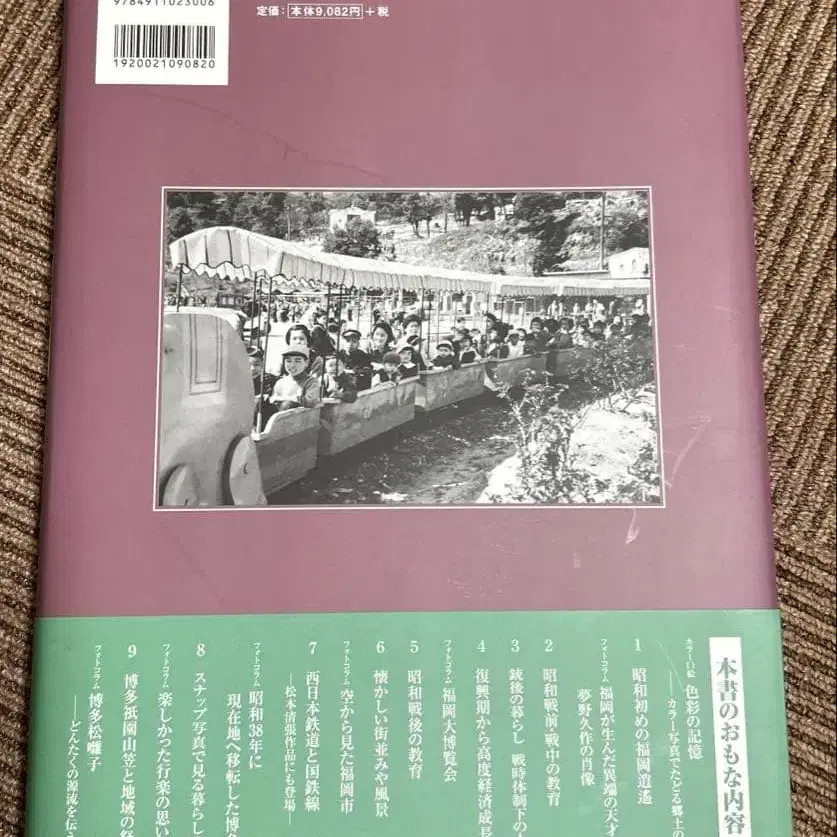 9784911023006
1920021090820
定価：本体9,082円＋税
本書のおもな内容
カラー口絵 色彩の記憶
―カラー写真でたどる郷土
1 昭和初めの福岡逍遥
フォトコラム 福岡が生んだ異端の天才
夢野久作の肖像
2 昭和戦前・戦中の教育
3 銃後の暮らし 戦時体制下の
4 復興期から高度経済成長
フォトコラム 福岡大博覧会
5 昭和戦後の教育
6 懐かしい街並みや風景
フォトコラム 空から見た福岡市
7 西日本鉄道と国鉄線
―松本清張作品にも登場―
フォトコラム 昭和38年に
現在地へ移転した博多
8 スナップ写真で見る暮らし
フォトコラム 楽しかった行楽の思い
9 博多祇園山笠と地域の祭
フォトコラム 博多松囃子
―どんたくの源流を伝